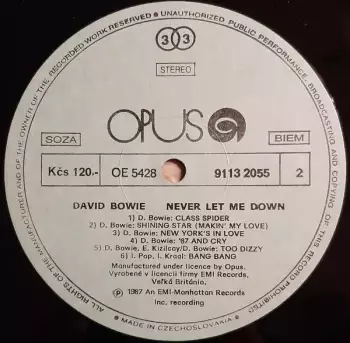 ALL RIGHTS OF THE MANUFACTURER AND OF THE OWNER OF THE RECORDED WORK RESERVED • UNAUTHORIZED PUBLIC PERFORMANCE, BROADCASTING AND COPYING OF THIS RECORD PROHIBITED
33
STEREO
OPUS
SOZA
BIEM
Kčs 120.-
OE 5428
9113 2055
2
DAVID BOWIE NEVER LET ME DOWN
1) D. Bowie: CLASS SPIDER
2) D. Bowie: SHINING STAR (MAKIN' MY LOVE)
3) D. Bowie: NEW YORK'S IN LOVE
4) D. Bowie: '87 AND CRY
5) D. Bowie, E. Kizilcay/D. Bowie: TOO DIZZY
6) I. Pop, I. Kraal: BANG BANG
Manufactured under licence by Opus.
Vyrobené v licencii firmy EMI Records,
Veľká Británia.
℗ 1987 An EMI-Manhattan Records
Inc. recording
• MADE IN CZECHOSLOVAKIA •